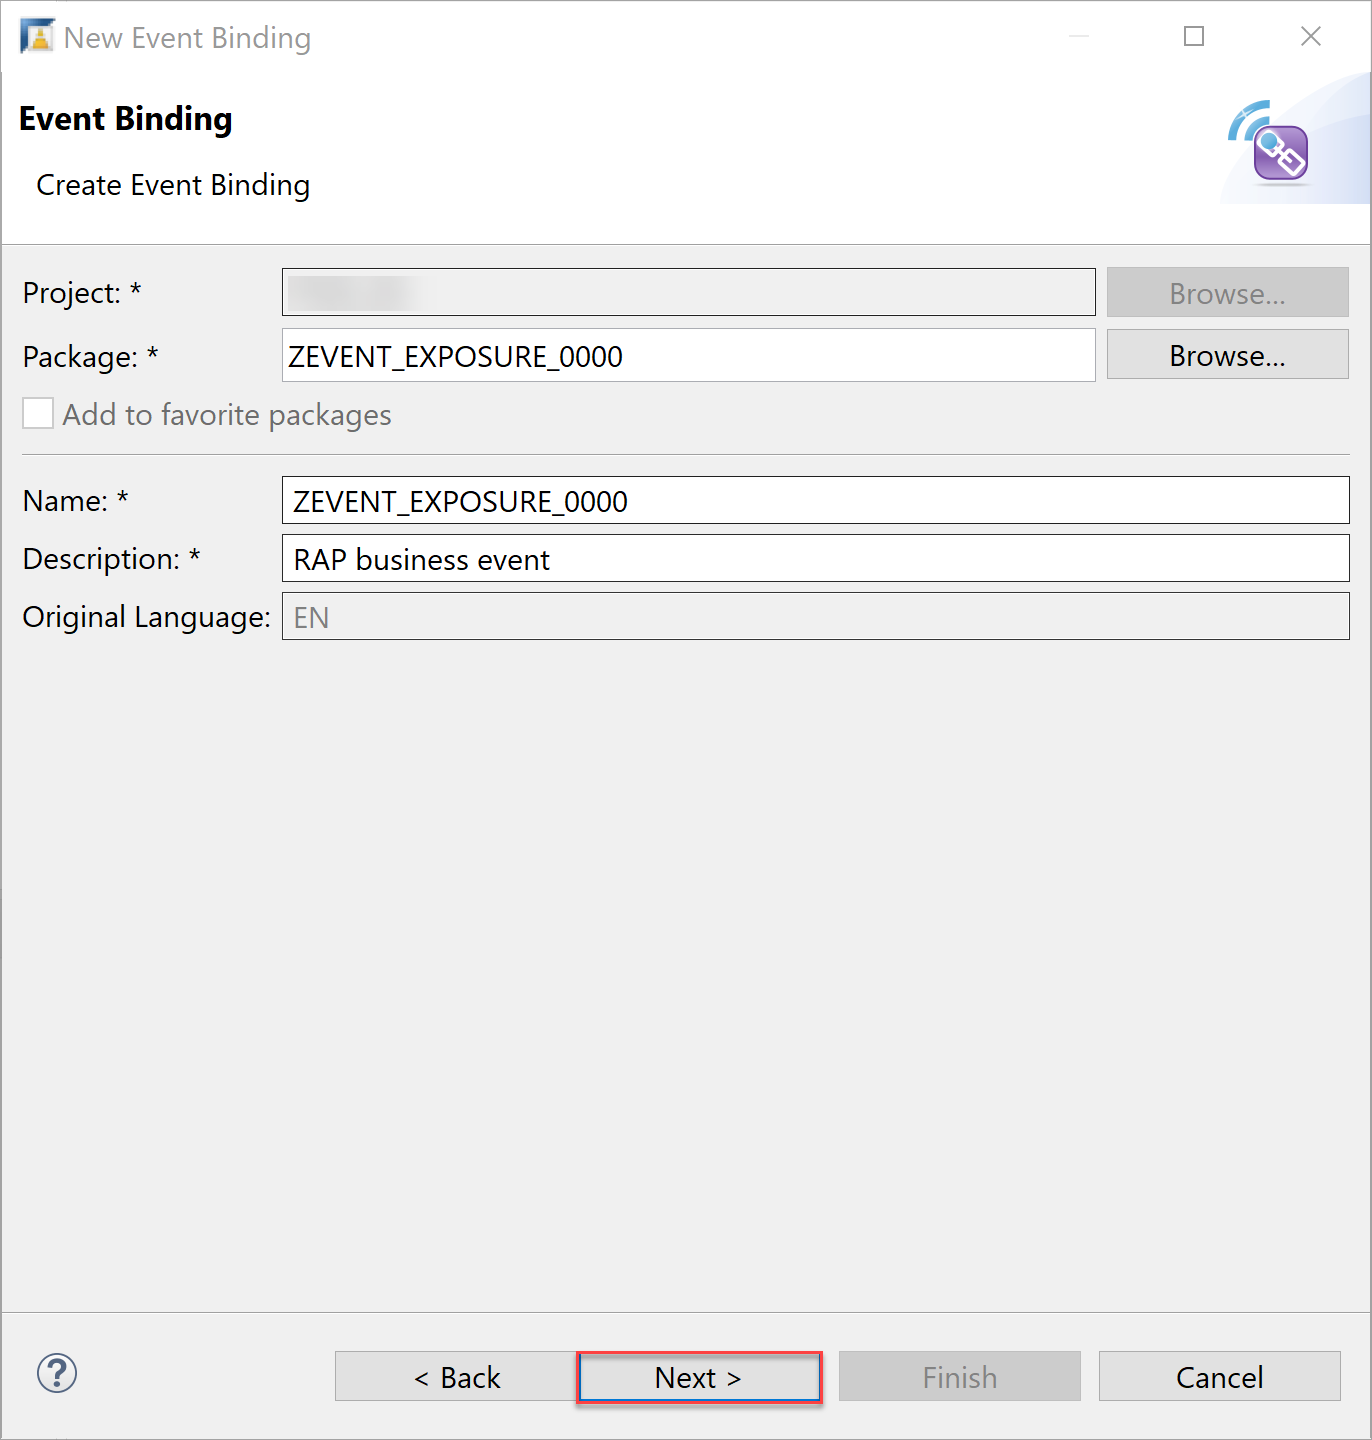 New Event Binding
Event Binding
Create Event Binding
Project: *
Browse...
Package: * ZEVENT_EXPOSURE_0000 Browse...
Add to favorite packages
Name: * ZEVENT_EXPOSURE_0000
Description: * RAP business event
Original Language: EN
? < Back Next > Finish Cancel